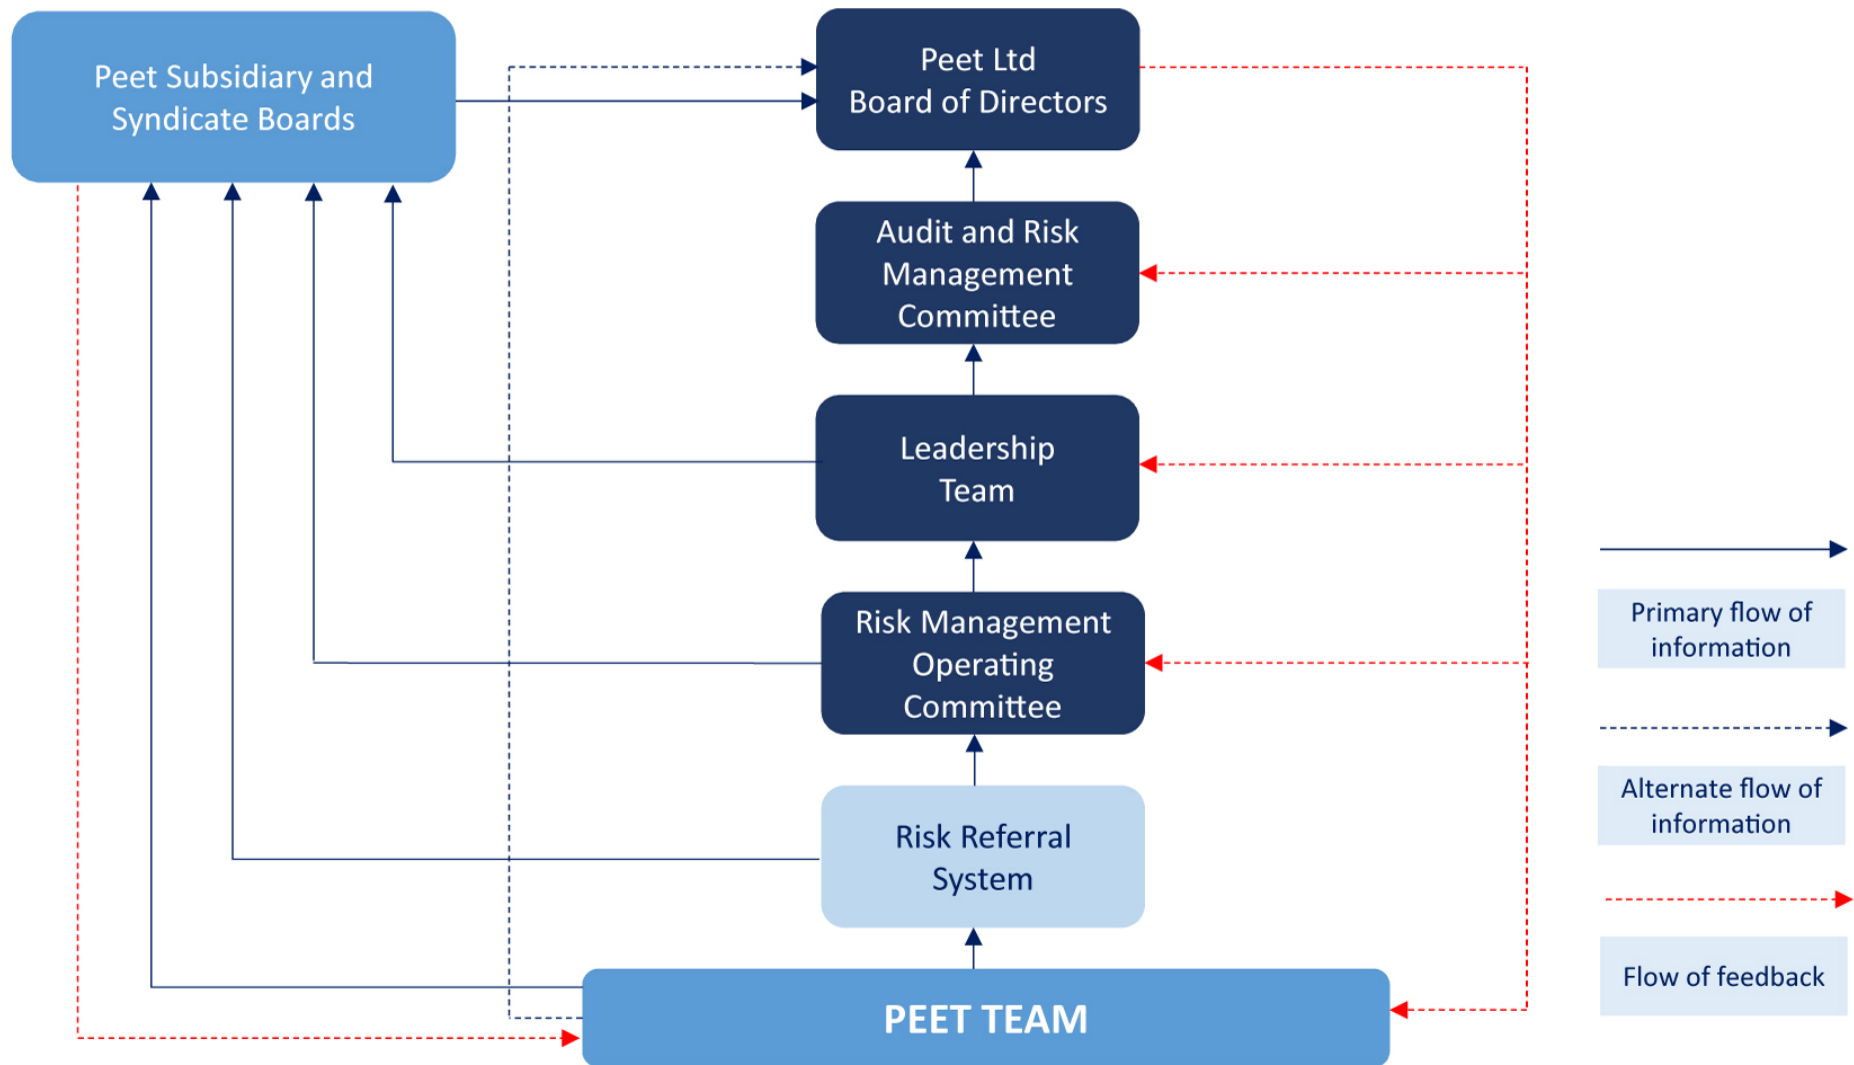 Peet Subsidiary and
Syndicate Boards
Peet Ltd
Board of Directors
Audit and Risk
Management
Committee
Leadership
Team
Risk Management
Operating
Committee
Risk Referral
System
PEET TEAM
Primary flow of
information
Alternate flow of
information
Flow of feedback